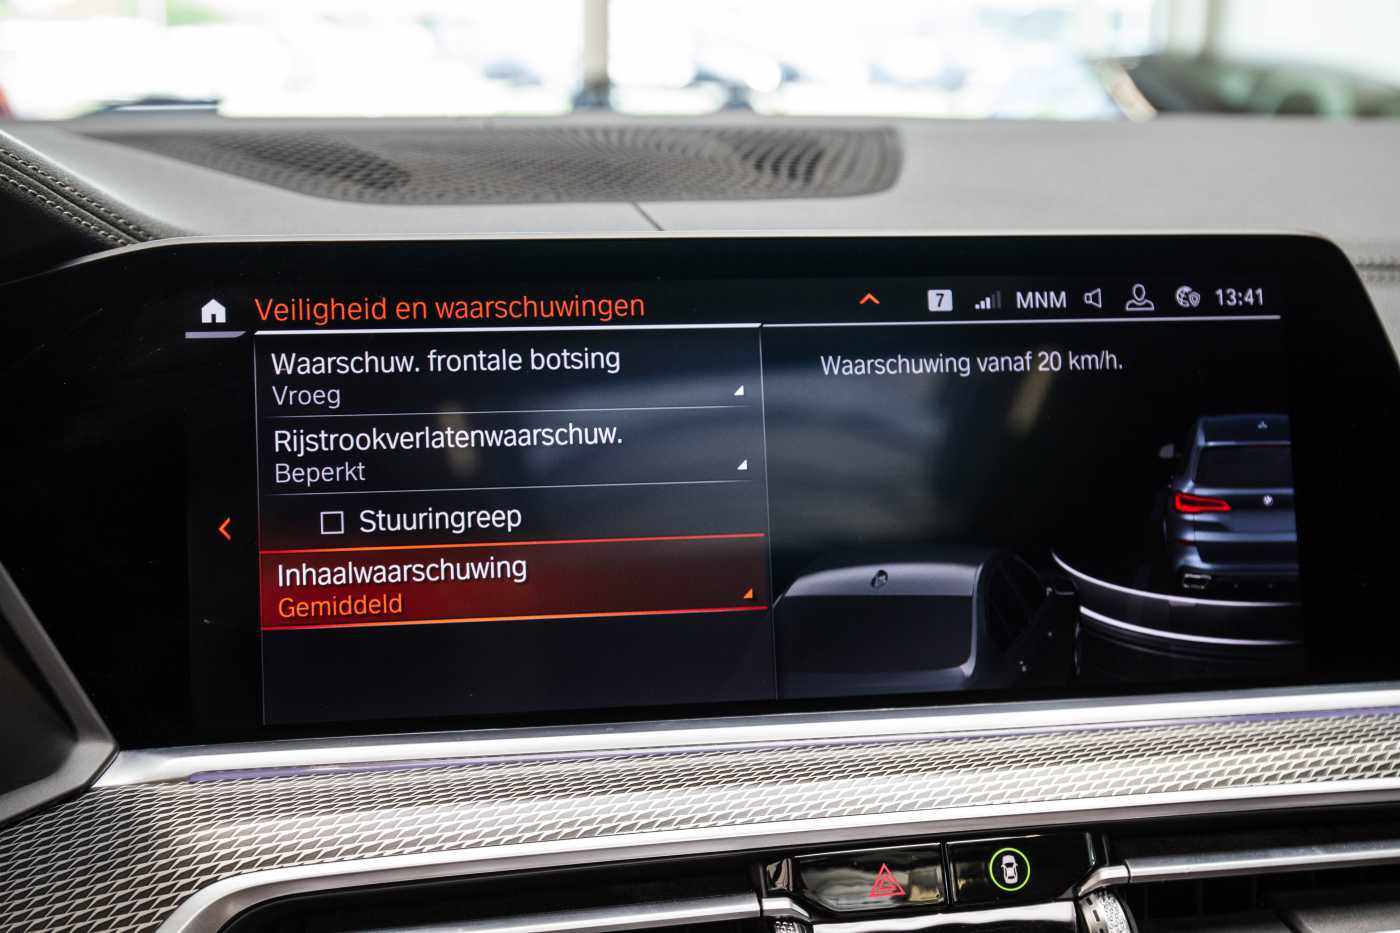 Veiligheid en waarschuwingen
7 MNM 13:41
Waarschuw. frontale botsing
Vroeg
Rijstrookverlatenwaarschuw.
Beperkt
Stuuringreep
Inhaalwaarschuwing
Gemiddeld
Waarschuwing vanaf 20 km/h.